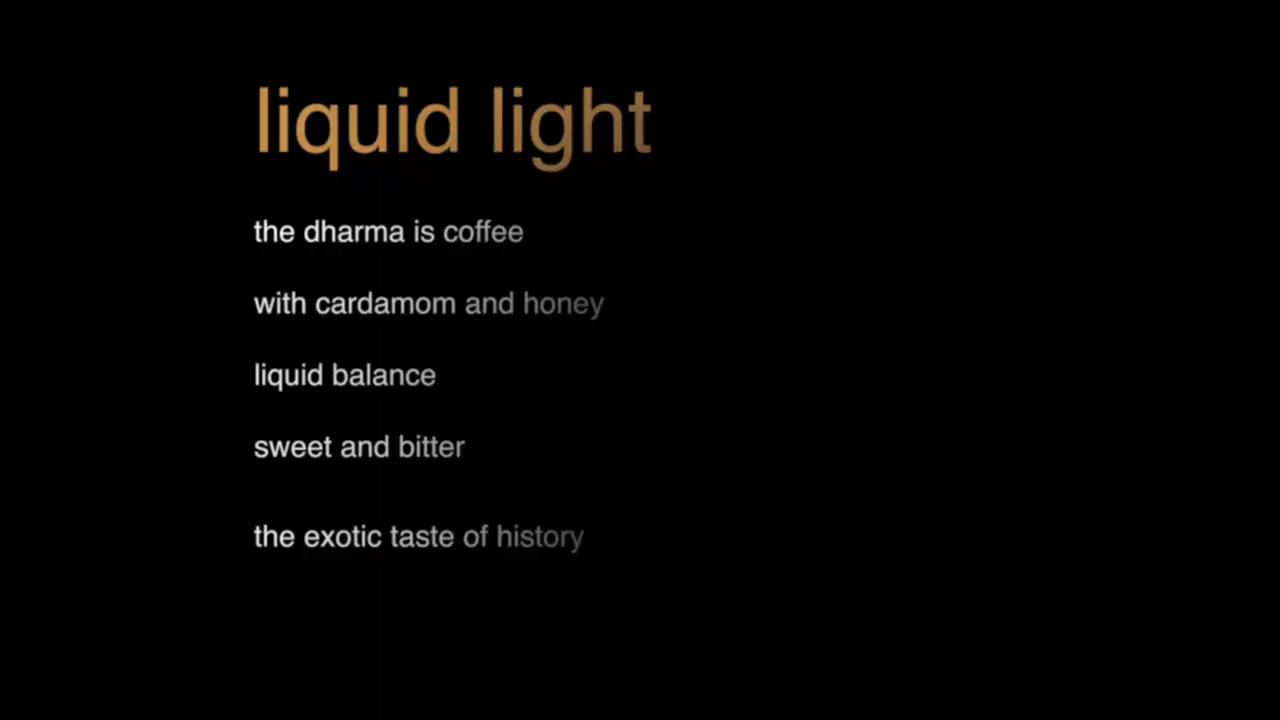 liquid light
the dharma is coffee
with cardamom and honey
liquid balance
sweet and bitter
the exotic taste of history